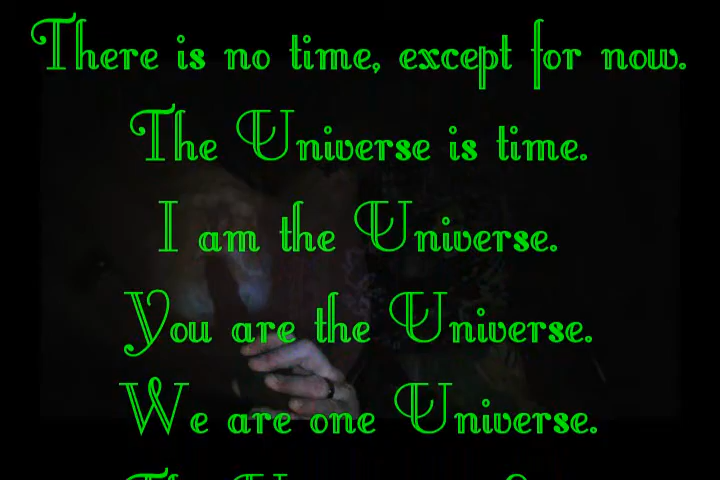 There is no time, except for now.
The Universe is time.
I am the Universe.
You are the Universe.
We are one Universe.